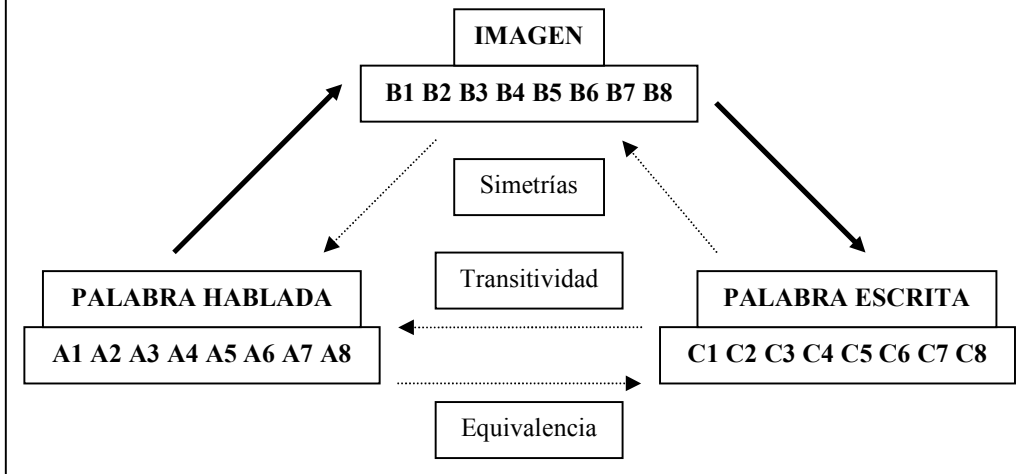 IMAGEN
B1 B2 B3 B4 B5 B6 B7 B8
Simetrías
Transitividad
PALABRA HABLADA
A1 A2 A3 A4 A5 A6 A7 A8
PALABRA ESCRITA
C1 C2 C3 C4 C5 C6 C7 C8
Equivalencia